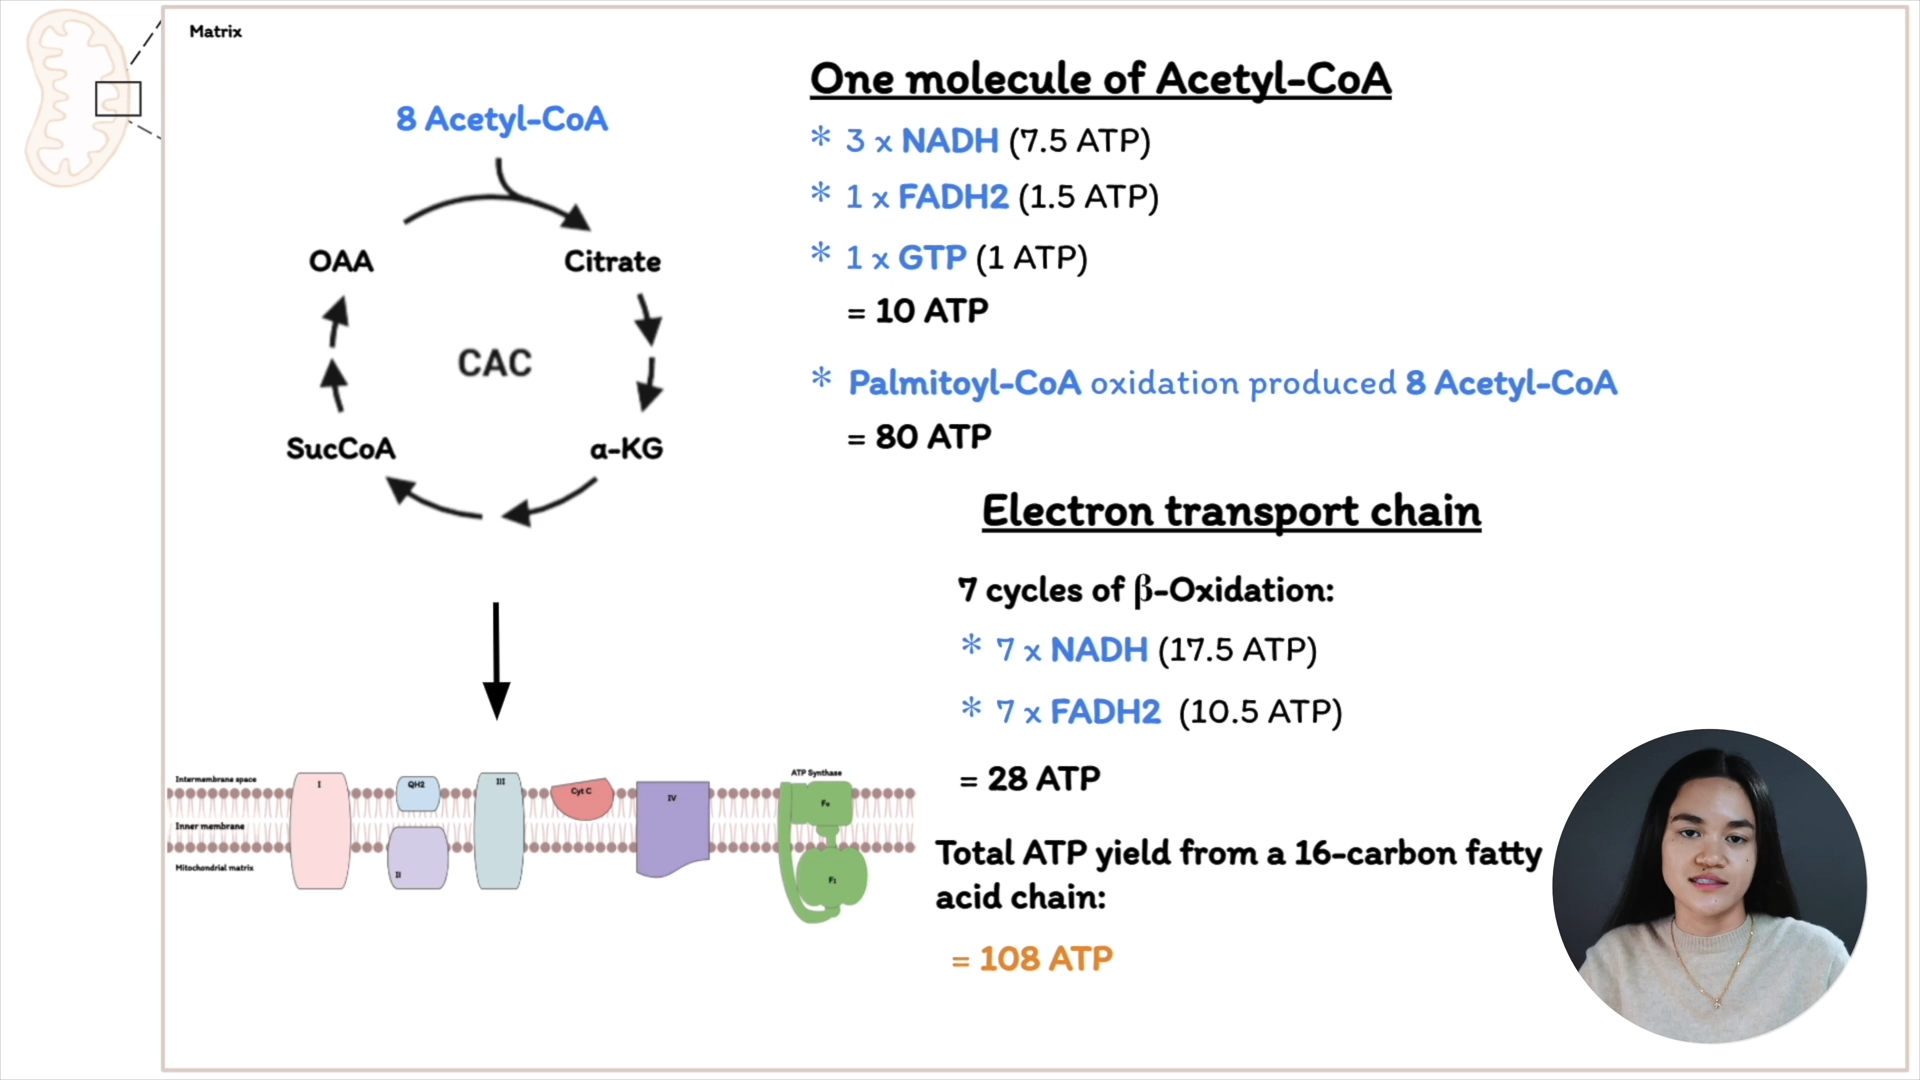 Matrix
8 Acetyl-CoA
OAA
Citrate
CAC
SucCoA
α-KG
One molecule of Acetyl-CoA
* 3 x NADH (7.5 ATP)
* 1 x FADH2 (1.5 ATP)
* 1 x GTP (1 ATP)
= 10 ATP
* Palmitoyl-CoA oxidation produced 8 Acetyl-CoA
= 80 ATP
Electron transport chain
7 cycles of β-Oxidation:
* 7 x NADH (17.5 ATP)
* 7 x FADH2 (10.5 ATP)
= 28 ATP
Total ATP yield from a 16-carbon fatty
acid chain:
= 108 ATP
Intermembrane space
Inner membrane
Mitochondrial matrix
I
QH2
II
III
Cyt C
IV
ATP Synthase
F₀
F₁